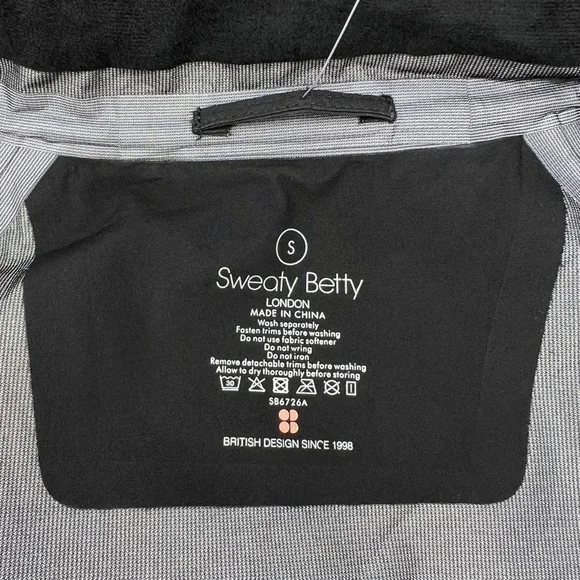 S
Sweaty Betty
LONDON
MADE IN CHINA
Wash separately
Fasten trims before washing
Do not use fabric softener
Do not wring
Do not iron
Remove detachable trims before washing
Allow to dry thoroughly before storing
30
SB6726A
BRITISH DESIGN SINCE 1998